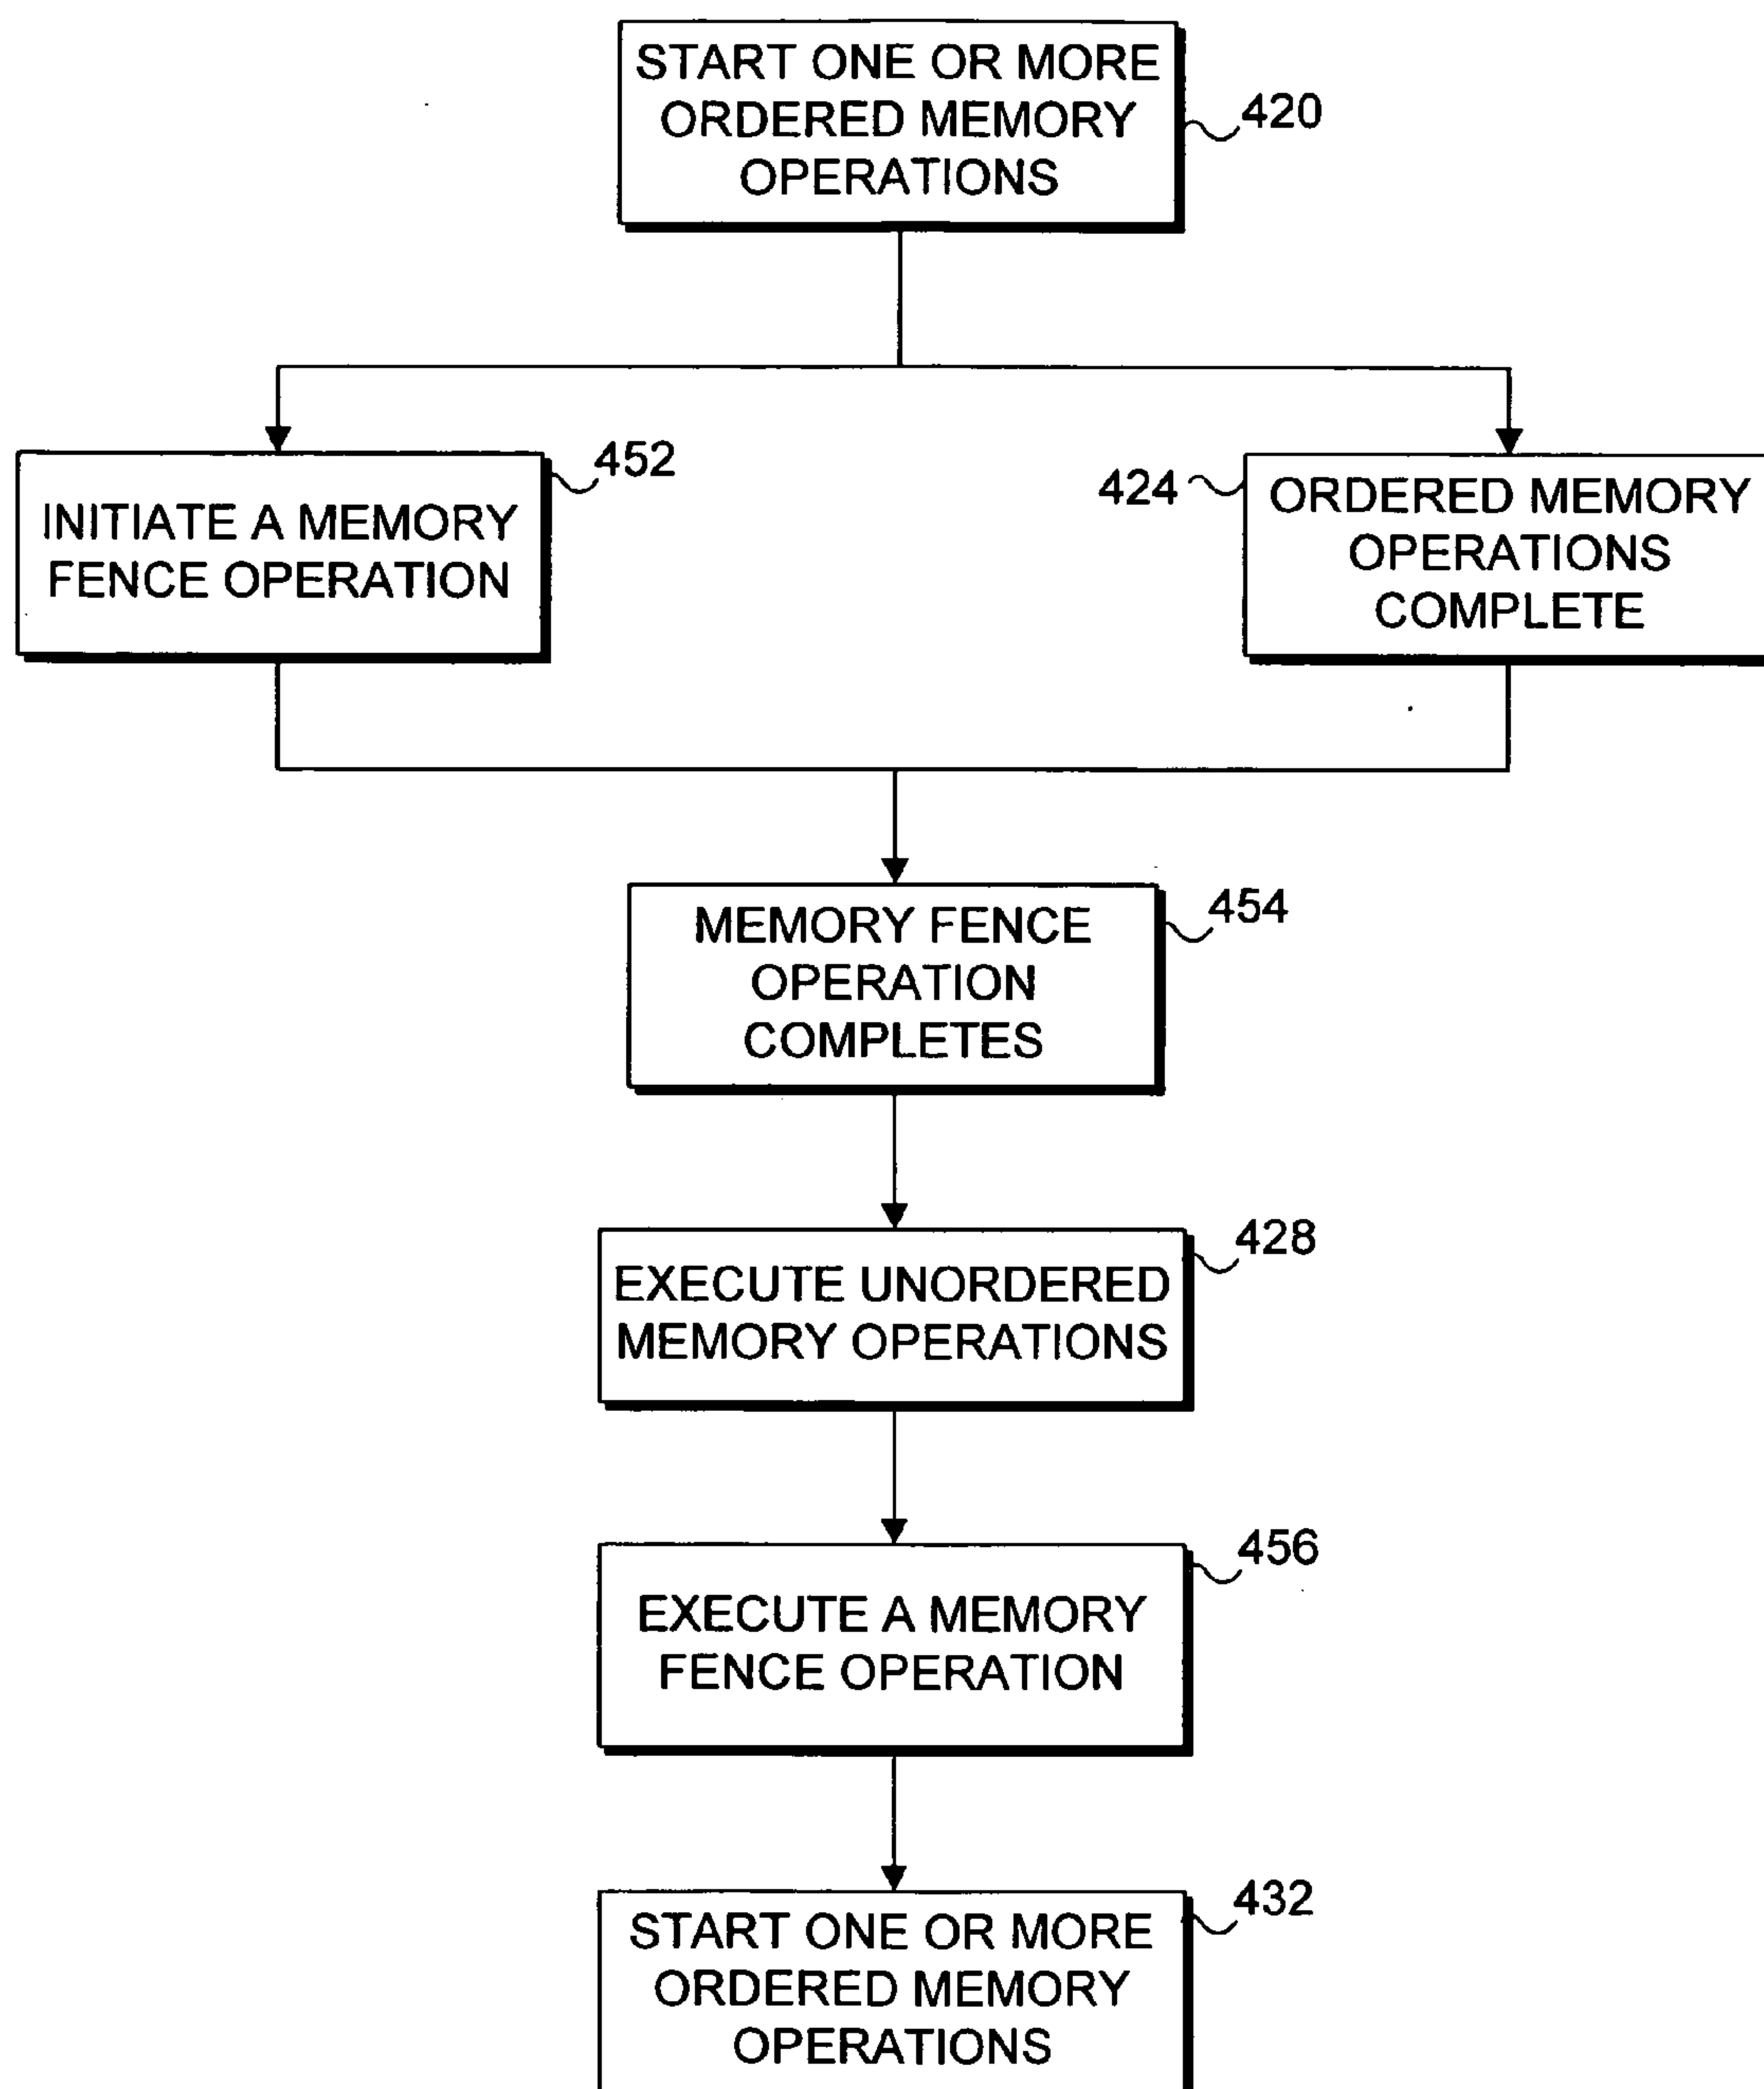 START ONE OR MORE
ORDERED MEMORY
OPERATIONS
420
INITIATE A MEMORY
FENCE OPERATION
452
424
ORDERED MEMORY
OPERATIONS
COMPLETE
MEMORY FENCE
OPERATION
COMPLETES
454
EXECUTE UNORDERED
MEMORY OPERATIONS
428
EXECUTE A MEMORY
FENCE OPERATION
456
START ONE OR MORE
ORDERED MEMORY
OPERATIONS
432